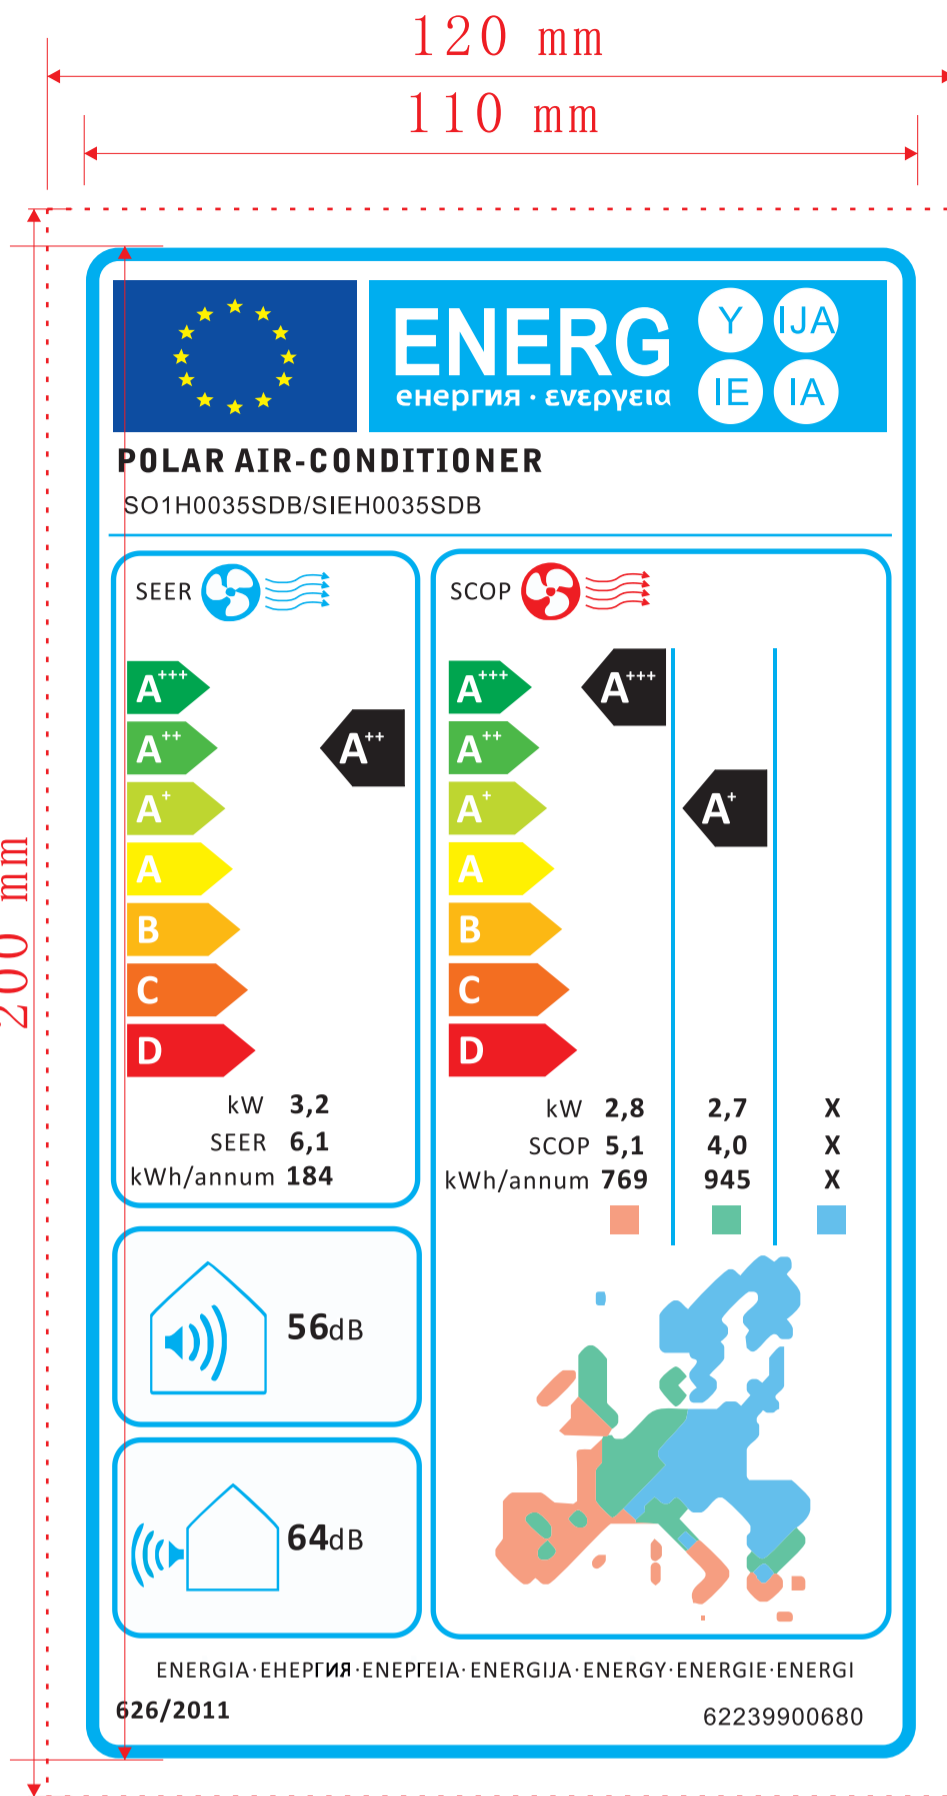 120 mm
110 mm
200 mm
ENERG
енергия · ενεργεια
Y IJA
IE IA
POLAR AIR-CONDITIONER
SO1H0035SDB/SIEH0035SDB
SEER
A+++
A++
A+
A
B
C
D
A++
kW 3,2
SEER 6,1
kWh/annum 184
SCOP
A+++
A++
A+
A
B
C
D
A+++
A+
kW 2,8 2,7 X
SCOP 5,1 4,0 X
kWh/annum 769 945 X
56dB
64dB
ENERGIA·ЕНЕРГИЯ·ΕΝΕΡΓΕΙΑ·ENERGIJA·ENERGY·ENERGIE·ENERGI
626/2011
62239900680